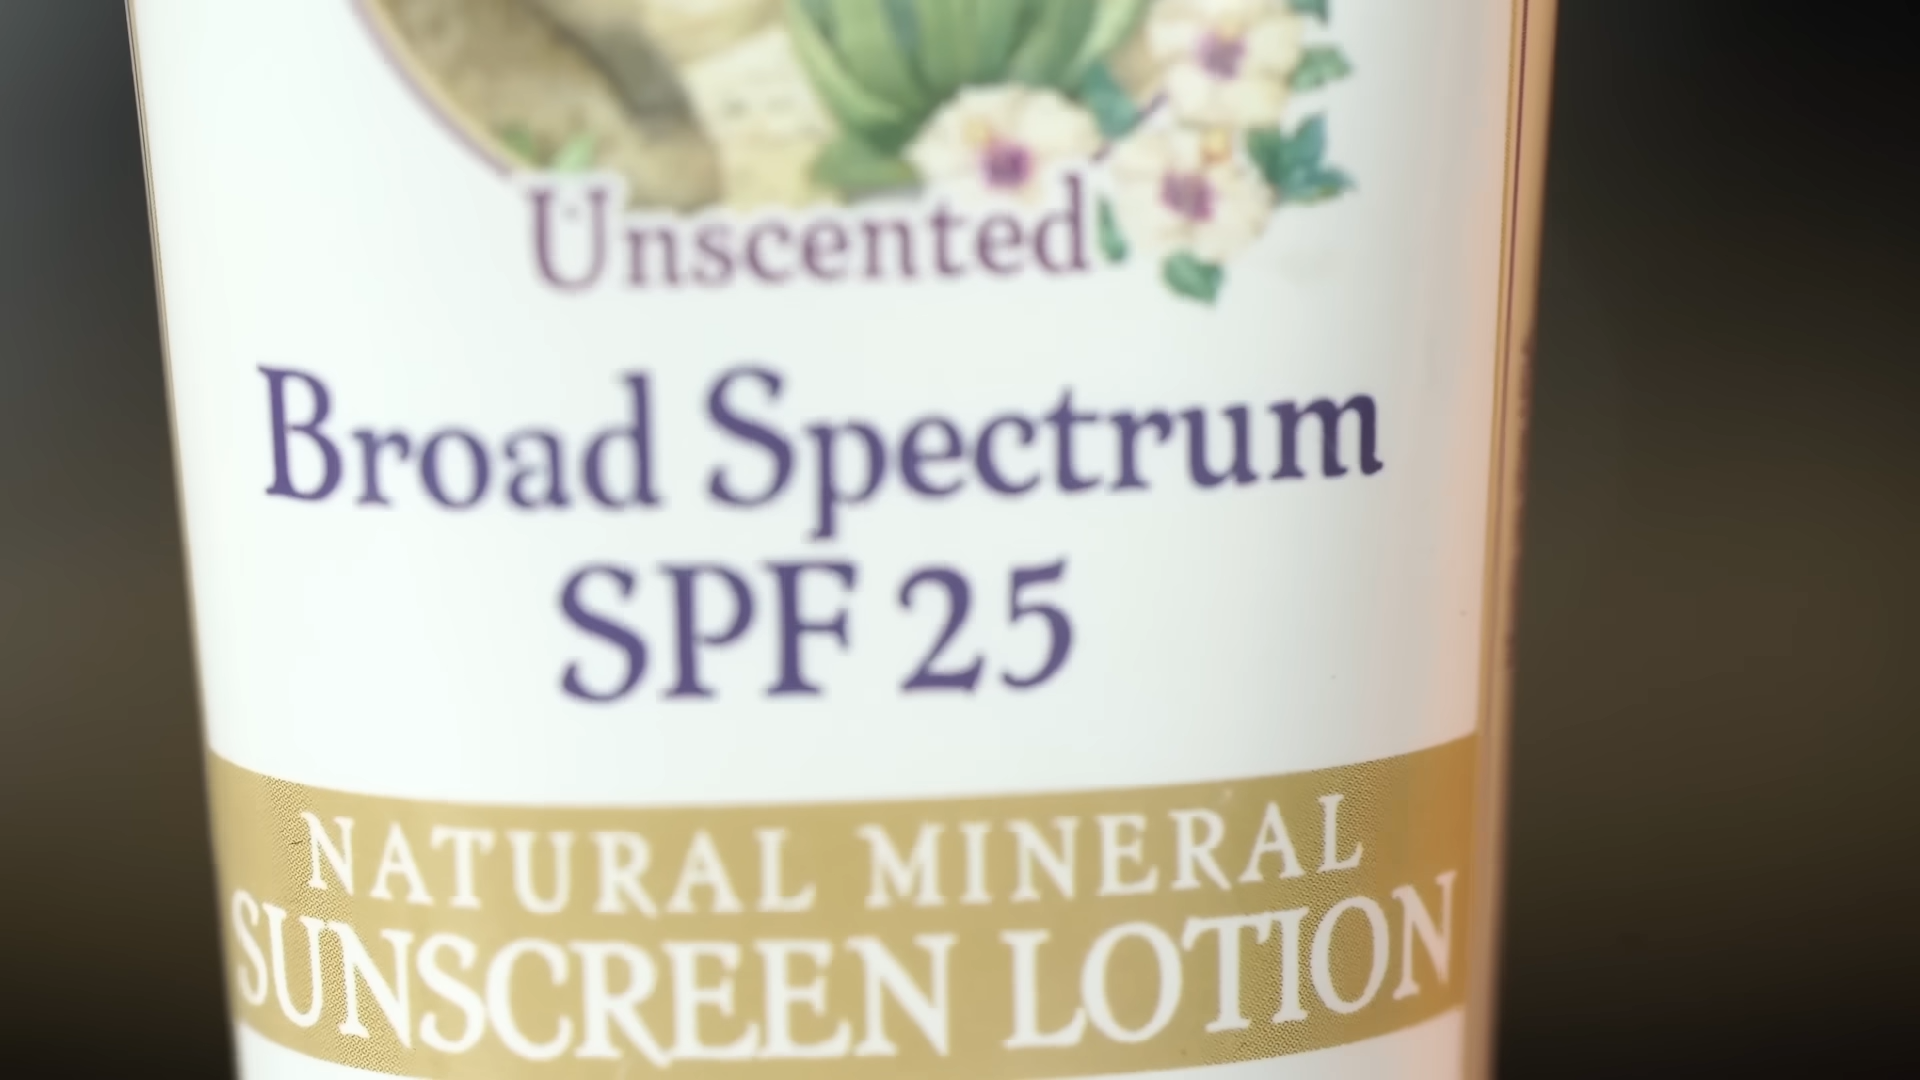 Unscented
Broad Spectrum
SPF 25
NATURAL MINERAL
SUNSCREEN LOTION